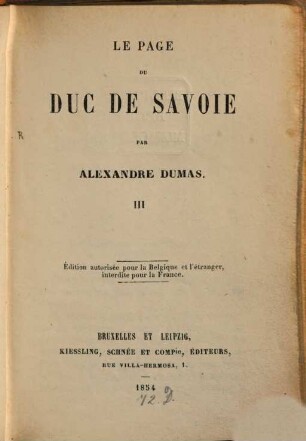 LE PAGE
DE
DUC DE SAVOIE
PAR
ALEXANDRE DUMAS.
III
Édition autorisée pour la Belgique et l'étranger,
interdite pour la France.
BRUXELLES ET LEIPZIG,
KIESSLING, SCHNÉE ET COMPie, ÉDITEURS,
RUE VILLA-HERMOSA, 1.
1854